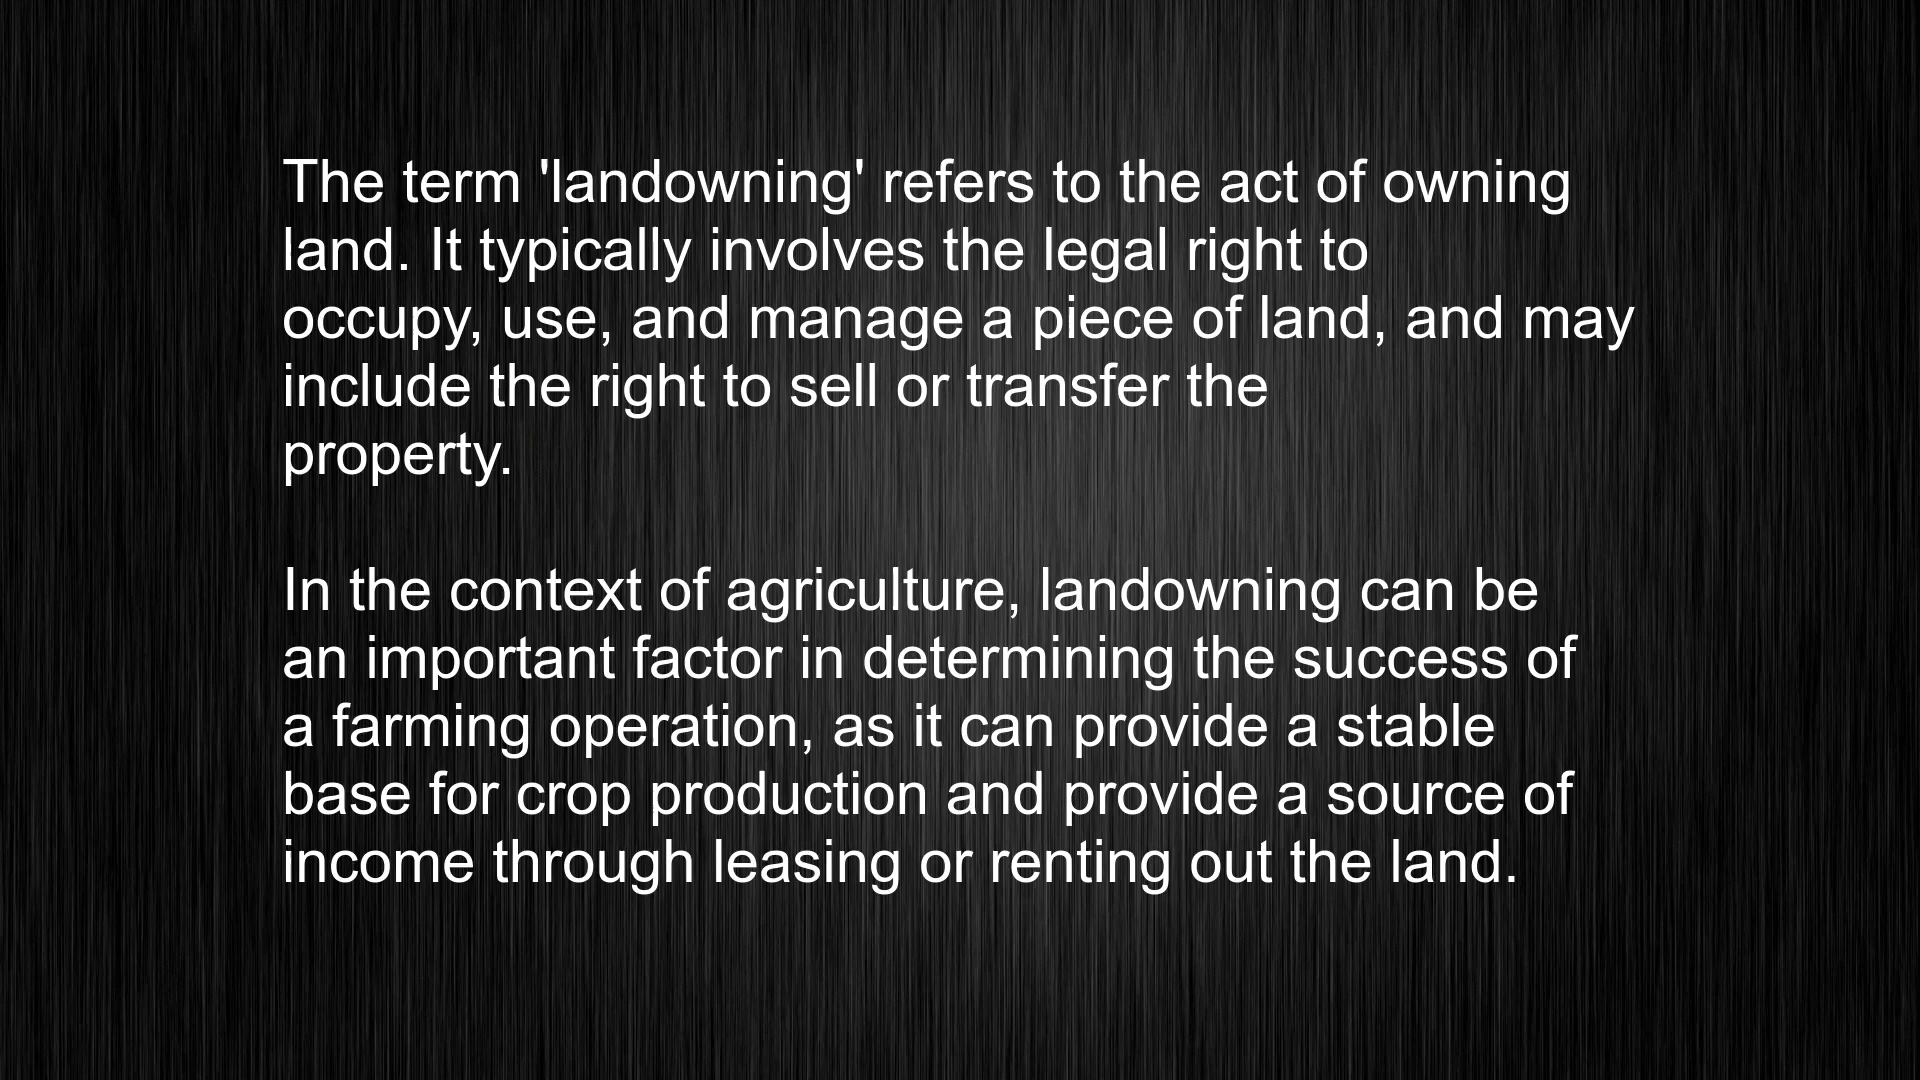 The term 'landowning' refers to the act of owning
land. It typically involves the legal right to
occupy, use, and manage a piece of land, and may
include the right to sell or transfer the
property.
In the context of agriculture, landowning can be
an important factor in determining the success of
a farming operation, as it can provide a stable
base for crop production and provide a source of
income through leasing or renting out the land.